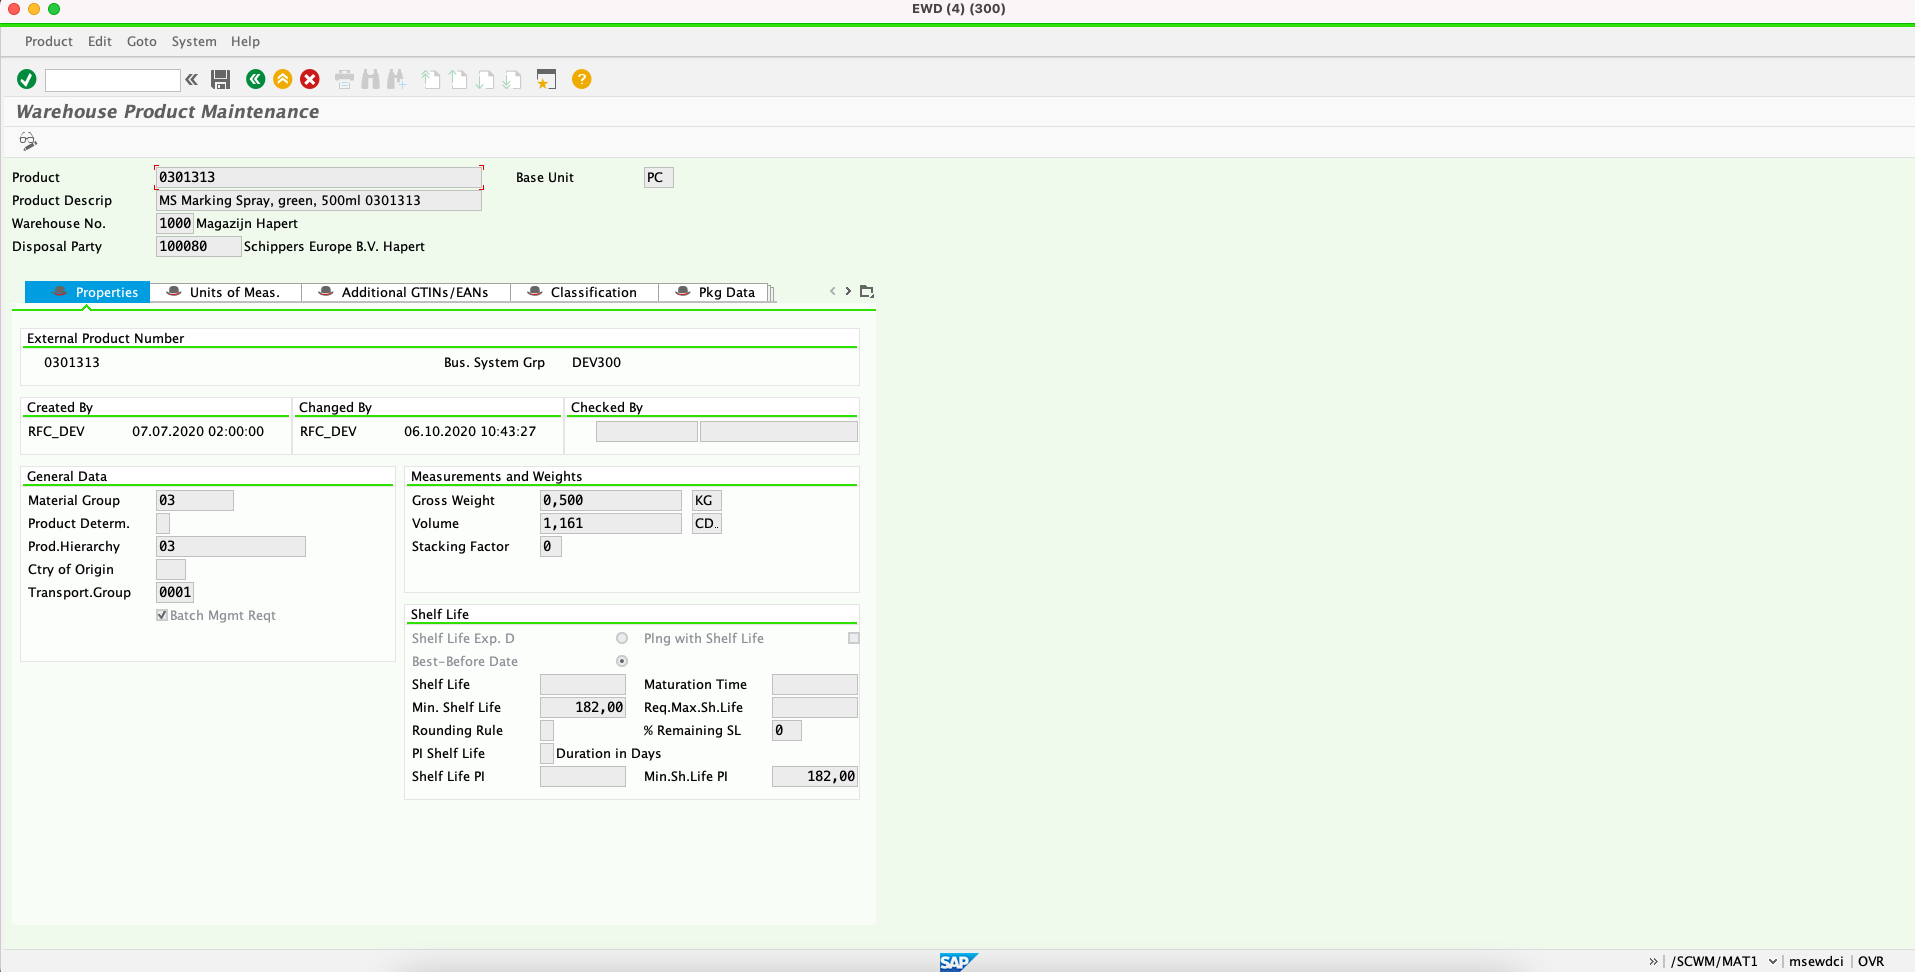 EWD (4) (300)
Product Edit Goto System Help
Warehouse Product Maintenance
Product 0301313 Base Unit PC
Product Descrip MS Marking Spray, green, 500ml 0301313
Warehouse No. 1000 Magazijn Hapert
Disposal Party 100080 Schippers Europe B.V. Hapert
Properties Units of Meas. Additional GTINs/EANs Classification Pkg Data
External Product Number
0301313 Bus. System Grp DEV300
Created By Changed By Checked By
RFC_DEV 07.07.2020 02:00:00 RFC_DEV 06.10.2020 10:43:27
General Data
Material Group 03
Product Determ.
Prod.Hierarchy 03
Ctry of Origin
Transport.Group 0001
Batch Mgmt Reqt
Measurements and Weights
Gross Weight 0,500 KG
Volume 1,161 CD..
Stacking Factor 0
Shelf Life
Shelf Life Exp. D Plng with Shelf Life
Best-Before Date
Shelf Life Maturation Time
Min. Shelf Life 182,00 Req.Max.Sh.Life
Rounding Rule % Remaining SL 0
PI Shelf Life Duration in Days
Shelf Life PI Min.Sh.Life PI 182,00
SAP » /SCWM/MAT1 msewdci OVR